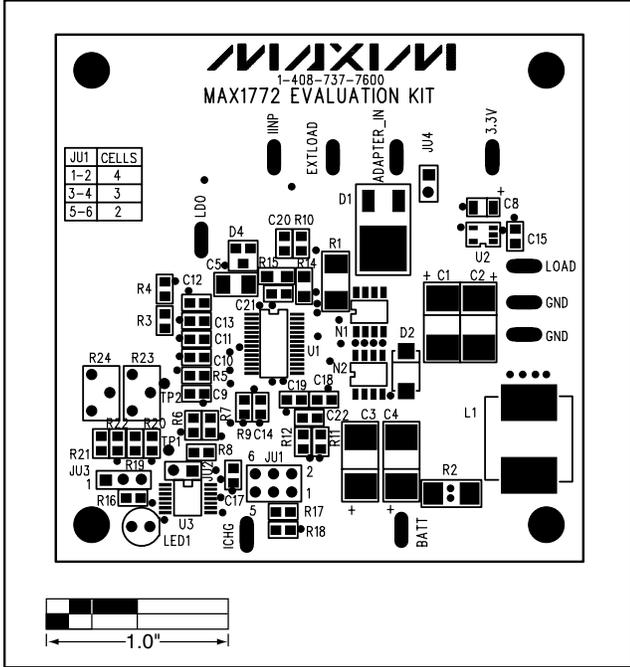 MAXIM
1-408-737-7600
MAX1772 EVALUATION KIT
IINP
EXTLOAD
ADAPTER_IN
JU4
3.3V
JU1 CELLS
1-2 4
3-4 3
5-6 2
LDO
D1
+
C8
C20 R10
D4
U2
C15
R1
C5
R15
R14
+ C1 C2 +
LOAD
R4
C12
C21
GND
R3
C13
N1
C11
U1
D2
GND
R24 R23
C10
N2
R5
TP2
C9
C19 C18
L1
R6
R7
R9 C14
C22
C3 C4
R22 R20
TP1
R12
R11
R21
R8
6 JU1 2
R19
JU2
JU3
1
R2
R16
C17
1
5
R17
+ +
U3
R18
LED1
ICHG
BATT
1.0"